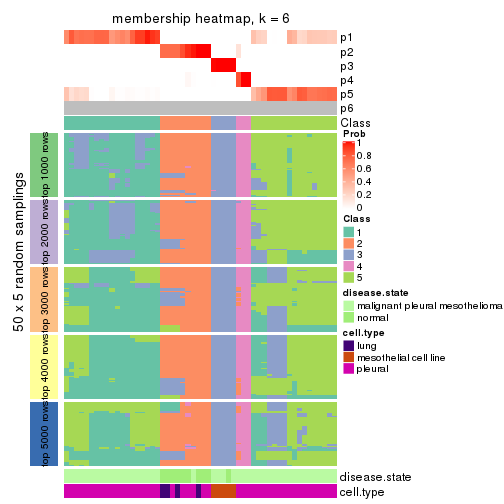 membership heatmap, k = 6
p1
p2
p3
p4
p5
p6
Class
50 x 5 random samplings
top 1000 rows
top 2000 rows
top 3000 rows
top 4000 rows
top 5000 rows
Prob
1
0.8
0.6
0.4
0.2
0
Class
1
2
3
4
5
disease.state
malignant pleural mesothelioma
normal
cell.type
lung
mesothelial cell line
pleural
disease.state
cell.type